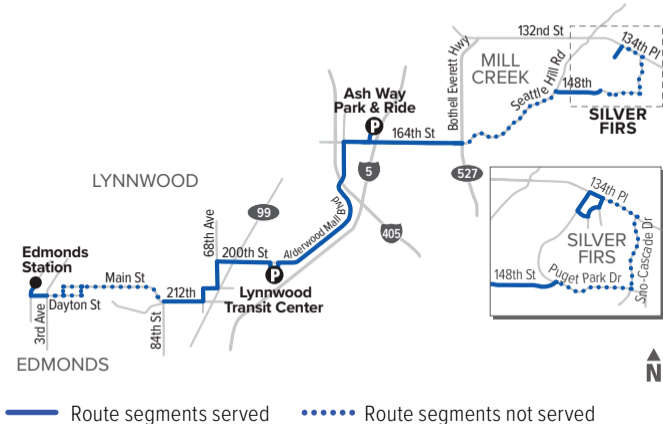 132nd St
134th Pl
Bothell Everett Hwy
MILL
CREEK
Seattle Hill Rd
148th
SILVER
FIRS
Ash Way
Park & Ride
P
164th St
5
527
405
LYNNWOOD
99
68th Ave
200th St
Alderwood Mall Blvd
P
Lynnwood
Transit Center
Edmonds
Station
Main St
Dayton St
212th
3rd Ave
84th St
EDMONDS
134th Pl
SILVER
FIRS
148th St
Puget Park Dr
Sno-Cascade Dr
N
Route segments served
Route segments not served